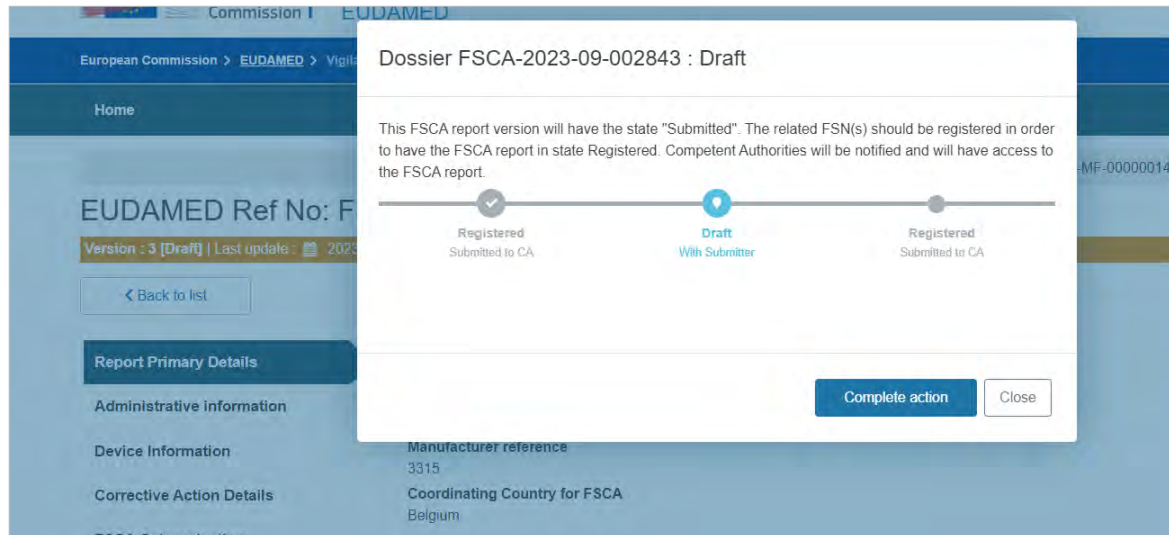 Commission
EUDAMED
European Commission > EUDAMED >
Home
Dossier FSCA-2023-09-002843 : Draft
This FSCA report version will have the state "Submitted". The related FSN(s) should be registered in order
to have the FSCA report in state Registered. Competent Authorities will be notified and will have access to
the FSCA report.
-MF-00000014
Registered
Submitted to CA
Draft
With Submitter
Registered
Submitted to CA
EUDAMED Ref No: F
Version : 3 [Draft] | Last update : 2023
Back to list
Complete action
Close
Report Primary Details
Administrative information
Device Information
Corrective Action Details
Manufacturer reference
3315
Coordinating Country for FSCA
Belgium